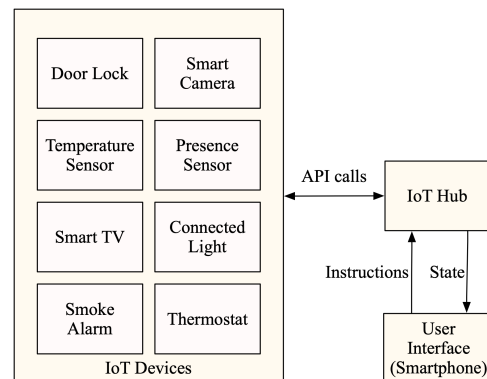 Door Lock
Smart
Camera
Temperature
Sensor
Presence
Sensor
Smart TV
Connected
Light
Smoke
Alarm
Thermostat
IoT Devices
API calls
IoT Hub
Instructions
State
User
Interface
(Smartphone)